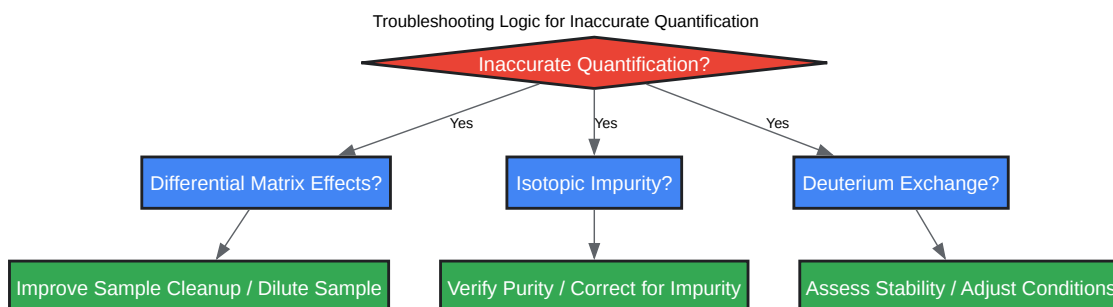 Troubleshooting Logic for Inaccurate Quantification
Inaccurate Quantification?
Yes
Yes
Yes
Differential Matrix Effects?
Isotopic Impurity?
Deuterium Exchange?
Improve Sample Cleanup / Dilute Sample
Verify Purity / Correct for Impurity
Assess Stability / Adjust Conditions